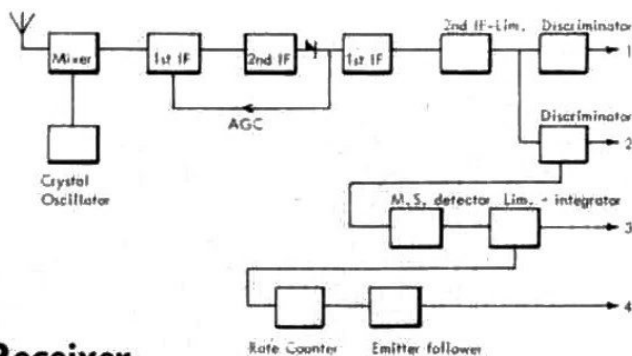 2nd IF-Lim. Discriminator
Mixer
1st IF
2nd IF
1st IF
1
AGC
Discriminator
2
Crystal
Oscillator
M.S. detector Lim. - integrator
3
4
Rate Counter Emitter follower
Receiver